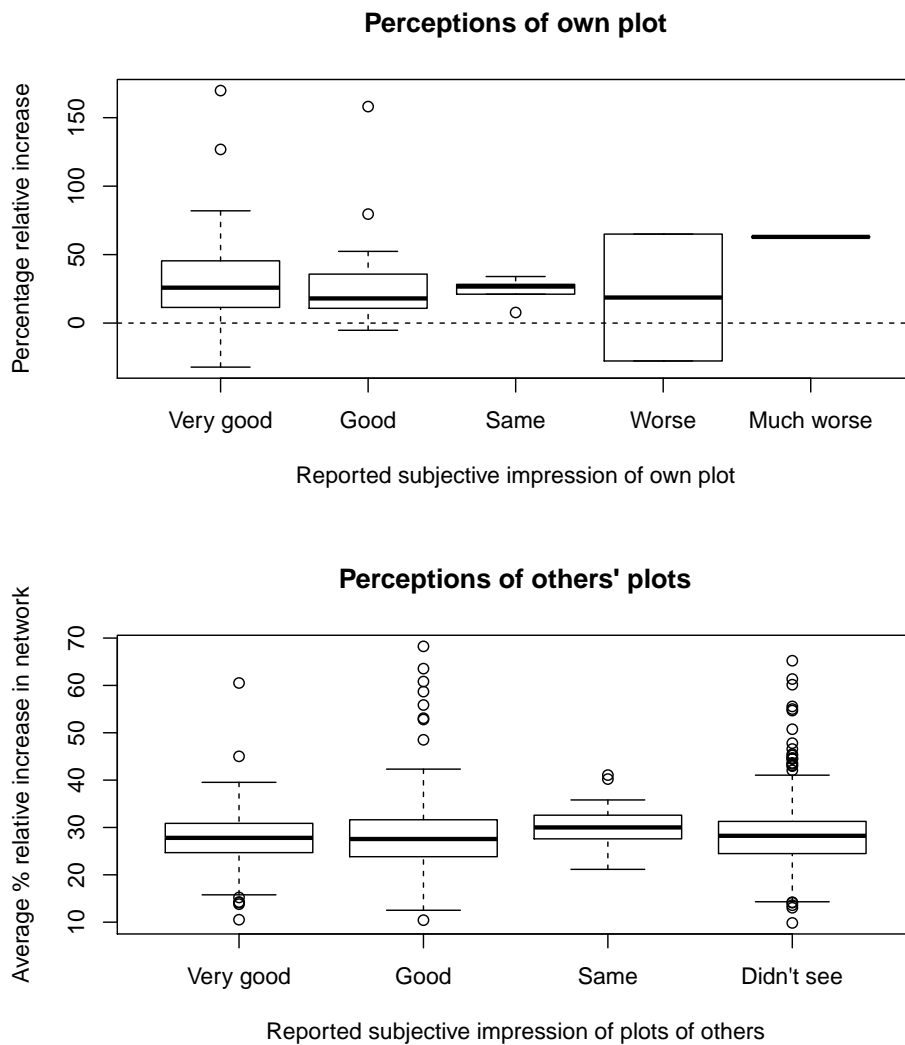 Perceptions of own plot
Percentage relative increase
150
100
50
0
Very good Good Same Worse Much worse
Reported subjective impression of own plot
Perceptions of others' plots
Average % relative increase in network
70
60
50
40
30
20
10
Very good Good Same Didn't see
Reported subjective impression of plots of others